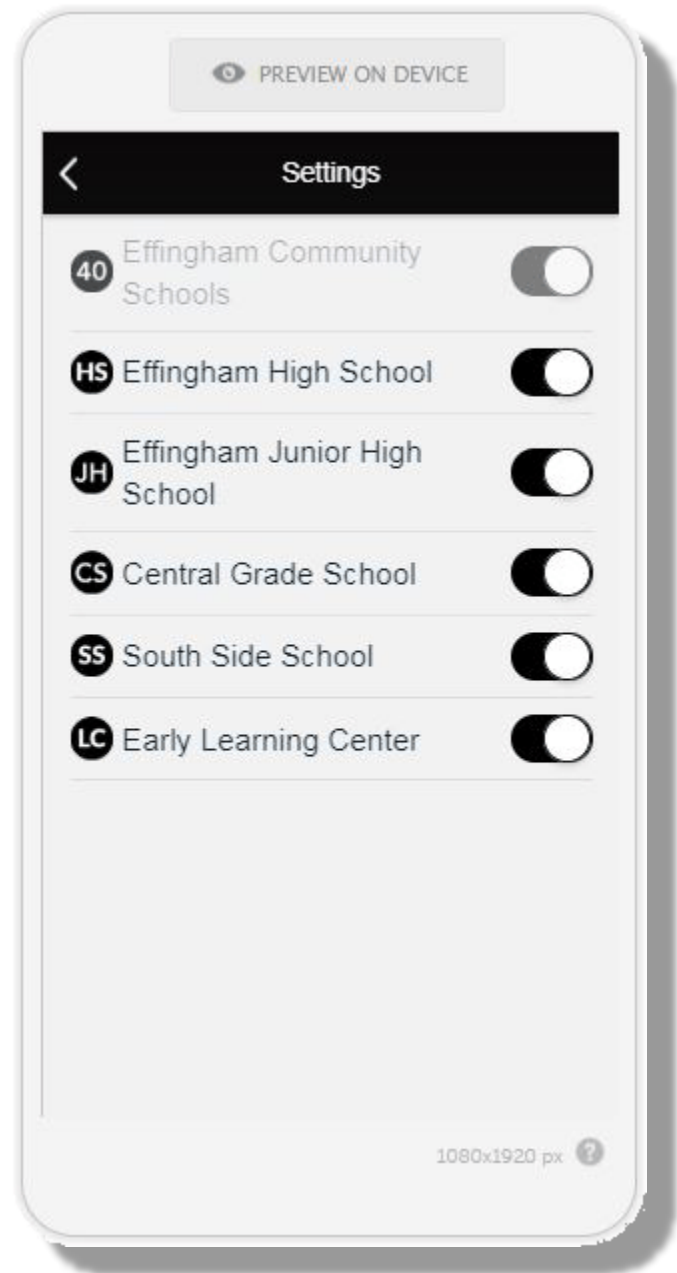 PREVIEW ON DEVICE
Settings
40 Effingham Community
Schools
HS Effingham High School
JH Effingham Junior High
School
CS Central Grade School
SS South Side School
LC Early Learning Center
1080x1920 px ?